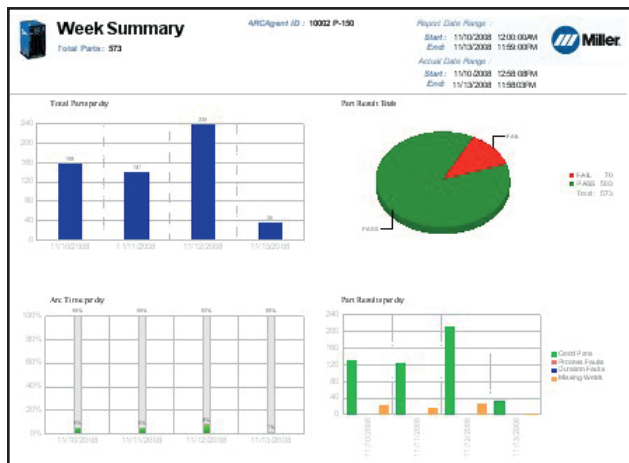 Week Summary
Total Parts: 573
ARCAgent ID : 10002 P-150
Report Date Range :
Start: 11/10/2008 12:00:00AM
End: 11/13/2008 11:59:00PM
Actual Date Range :
Start: 11/10/2008 12:58:08PM
End: 11/13/2008 11:58:03PM
Miller
Total Parts per day
240
200
160
120
80
40
0
141
11/10/2008 11/11/2008 11/12/2008 11/13/2008
Part Result Totals
FAIL
PASS
FAIL 70
PASS 503
Total: 573
Arc Time per day
100%
80%
60%
40%
20%
0%
11/10/2008 11/11/2008 11/12/2008 11/13/2008
Part Results per day
240
200
160
120
80
40
0
11/10/2008
11/11/2008
11/12/2008
11/13/2008
Good Parts
Process Faults
Duration Faults
Missing Welds